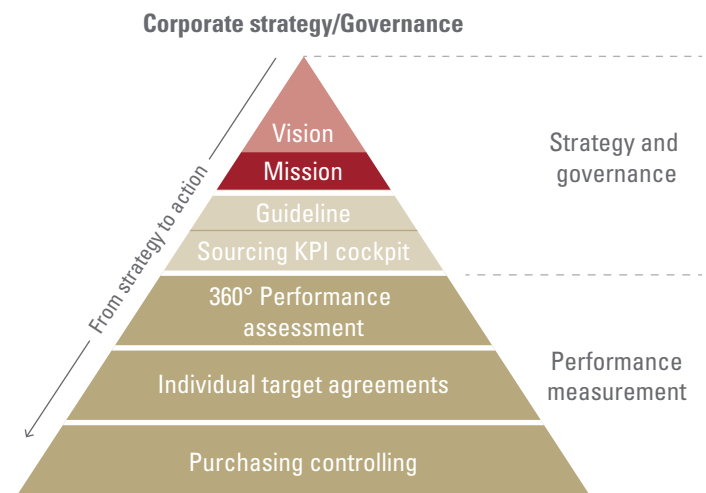 Corporate strategy/Governance
From strategy to action
Vision
Mission
Guideline
Sourcing KPI cockpit
Strategy and
governance
360° Performance
assessment
Individual target agreements
Purchasing controlling
Performance
measurement